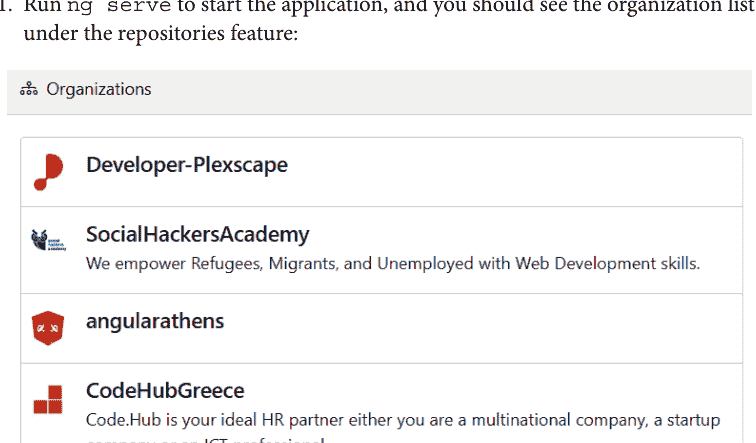 1. Run ng serve to start the application, and you should see the organization list
under the repositories feature:
Organizations
Developer-Plexscape
SocialHackersAcademy
We empower Refugees, Migrants, and Unemployed with Web Development skills.
angularathens
CodeHubGreece
Code.Hub is your ideal HR partner either you are a multinational company, a startup